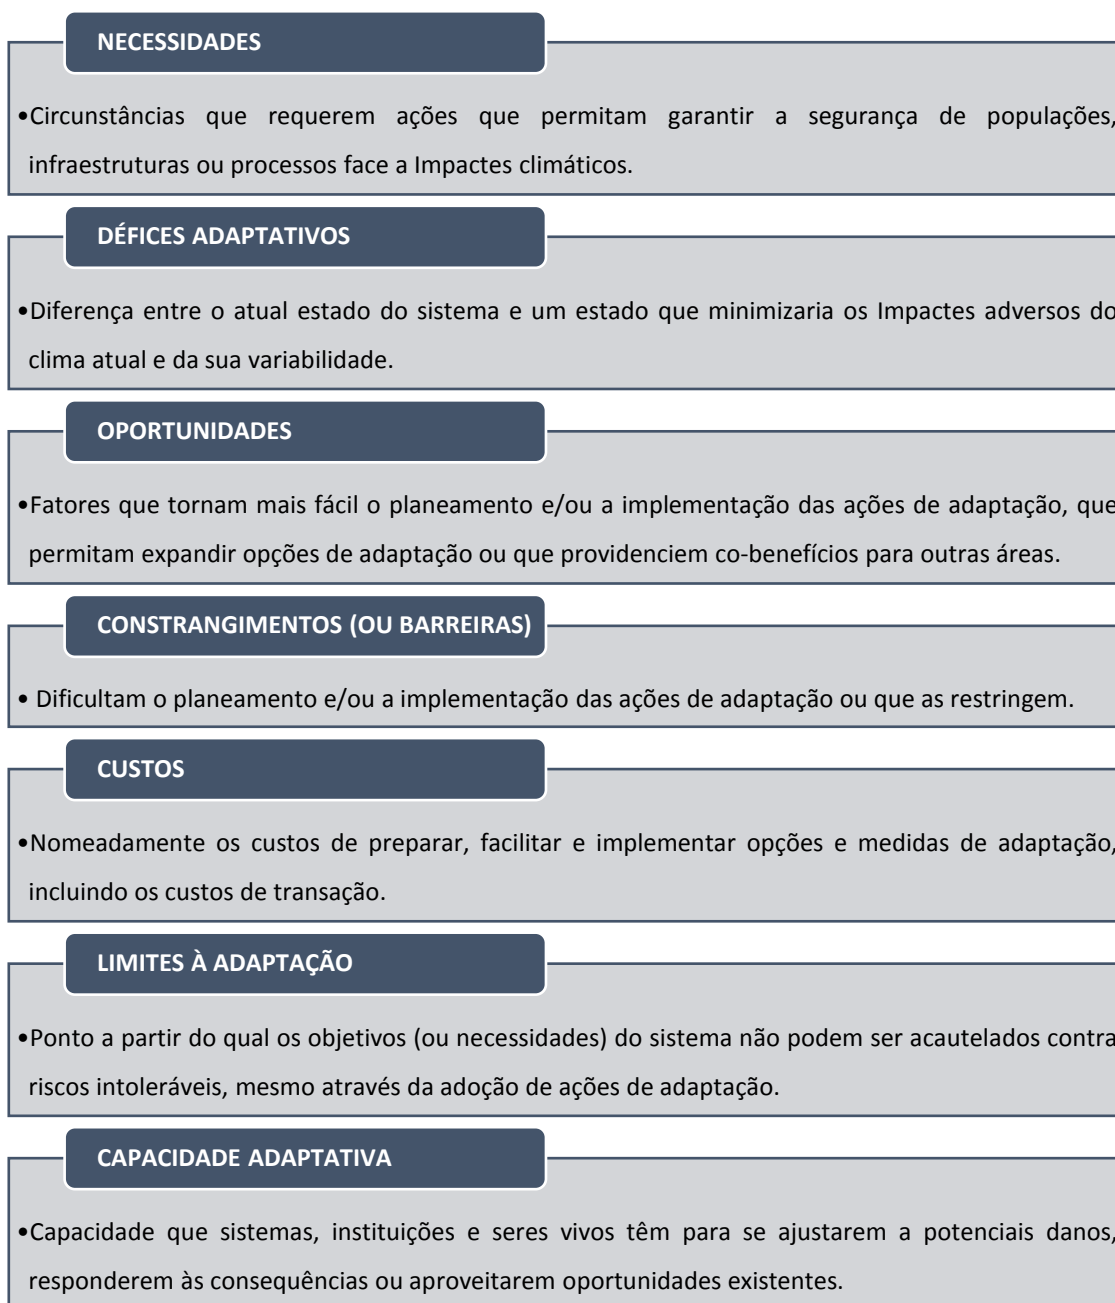 NECESSIDADES
•Circunstâncias que requerem ações que permitam garantir a segurança de populações,
infraestruturas ou processos face a Impactes climáticos.
DÉFICES ADAPTATIVOS
•Diferença entre o atual estado do sistema e um estado que minimizaria os Impactes adversos do
clima atual e da sua variabilidade.
OPORTUNIDADES
•Fatores que tornam mais fácil o planeamento e/ou a implementação das ações de adaptação, que
permitam expandir opções de adaptação ou que providenciem co-benefícios para outras áreas.
CONSTRANGIMENTOS (OU BARREIRAS)
• Dificultam o planeamento e/ou a implementação das ações de adaptação ou que as restringem.
CUSTOS
•Nomeadamente os custos de preparar, facilitar e implementar opções e medidas de adaptação,
incluindo os custos de transação.
LIMITES À ADAPTAÇÃO
•Ponto a partir do qual os objetivos (ou necessidades) do sistema não podem ser acautelados contra
riscos intoleráveis, mesmo através da adoção de ações de adaptação.
CAPACIDADE ADAPTATIVA
•Capacidade que sistemas, instituições e seres vivos têm para se ajustarem a potenciais danos,
responderem às consequências ou aproveitarem oportunidades existentes.